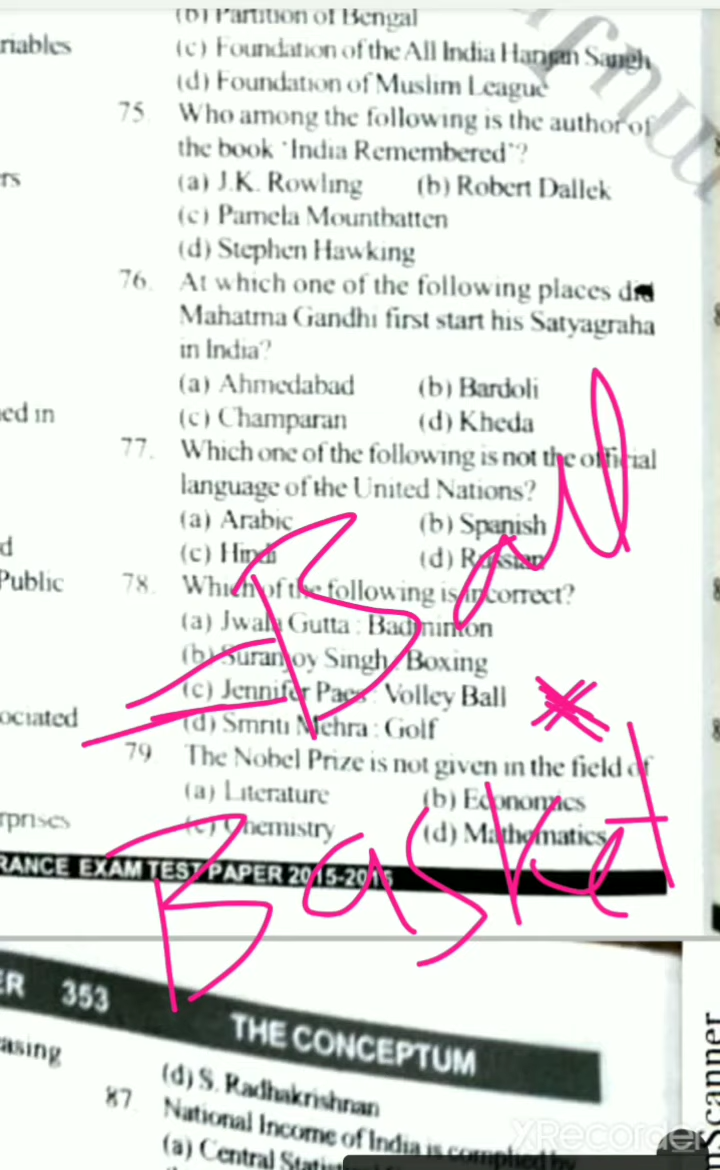 (b) Partition of Bengal
riables
(c) Foundation of the All India Harijan Sangh
(d) Foundation of Muslim League
75. Who among the following is the author of
the book 'India Remembered'?
rs
(a) J.K. Rowling (b) Robert Dallek
(c) Pamela Mountbatten
(d) Stephen Hawking
76. At which one of the following places did
Mahatma Gandhi first start his Satyagraha
in India?
(a) Ahmedabad (b) Bardoli
ed in
(c) Champaran (d) Kheda
77. Which one of the following is not the official
language of the United Nations?
(a) Arabic (b) Spanish
d
(c) Hindi (d) Russian
Public
78. Which of the following is incorrect?
(a) Jwala Gutta : Badminton
(b) Suranjoy Singh : Boxing
(c) Jennifer Paes : Volley Ball
ociated
(d) Smriti Mehra : Golf
79. The Nobel Prize is not given in the field of
(a) Literature (b) Economics
rprises
(c) Chemistry (d) Mathematics
Ball
Basket
RANCE EXAM TEST PAPER 2015-2016
ER 353
THE CONCEPTUM
asing
(d) S. Radhakrishnan
87. National Income of India is complied by
(a) Central
XRecorder
Scanner